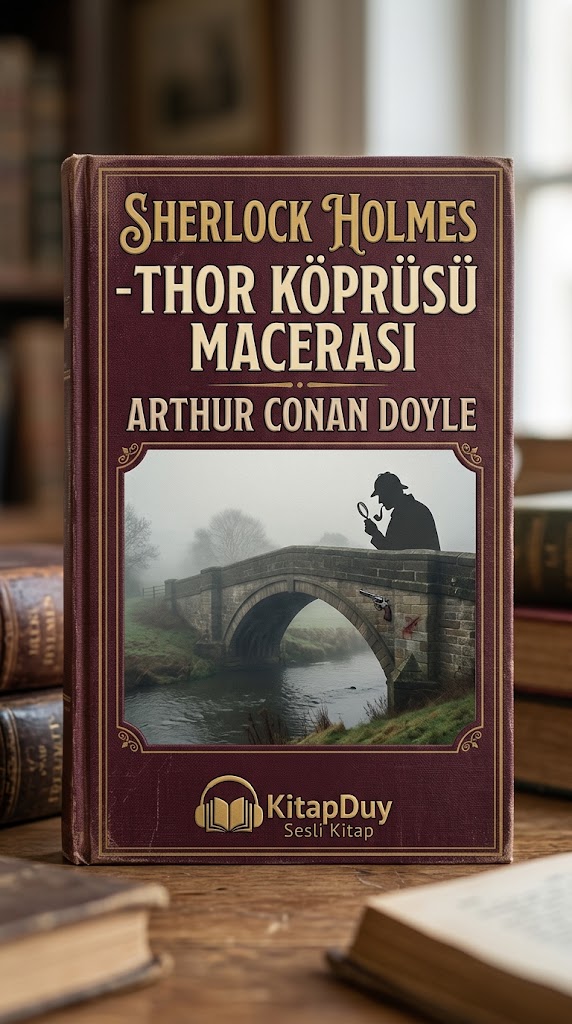 SHERLOCK HOLMES
-THOR KÖPRÜSÜ
MACERASI
ARTHUR CONAN DOYLE
KitapDuy
Sesli Kitap